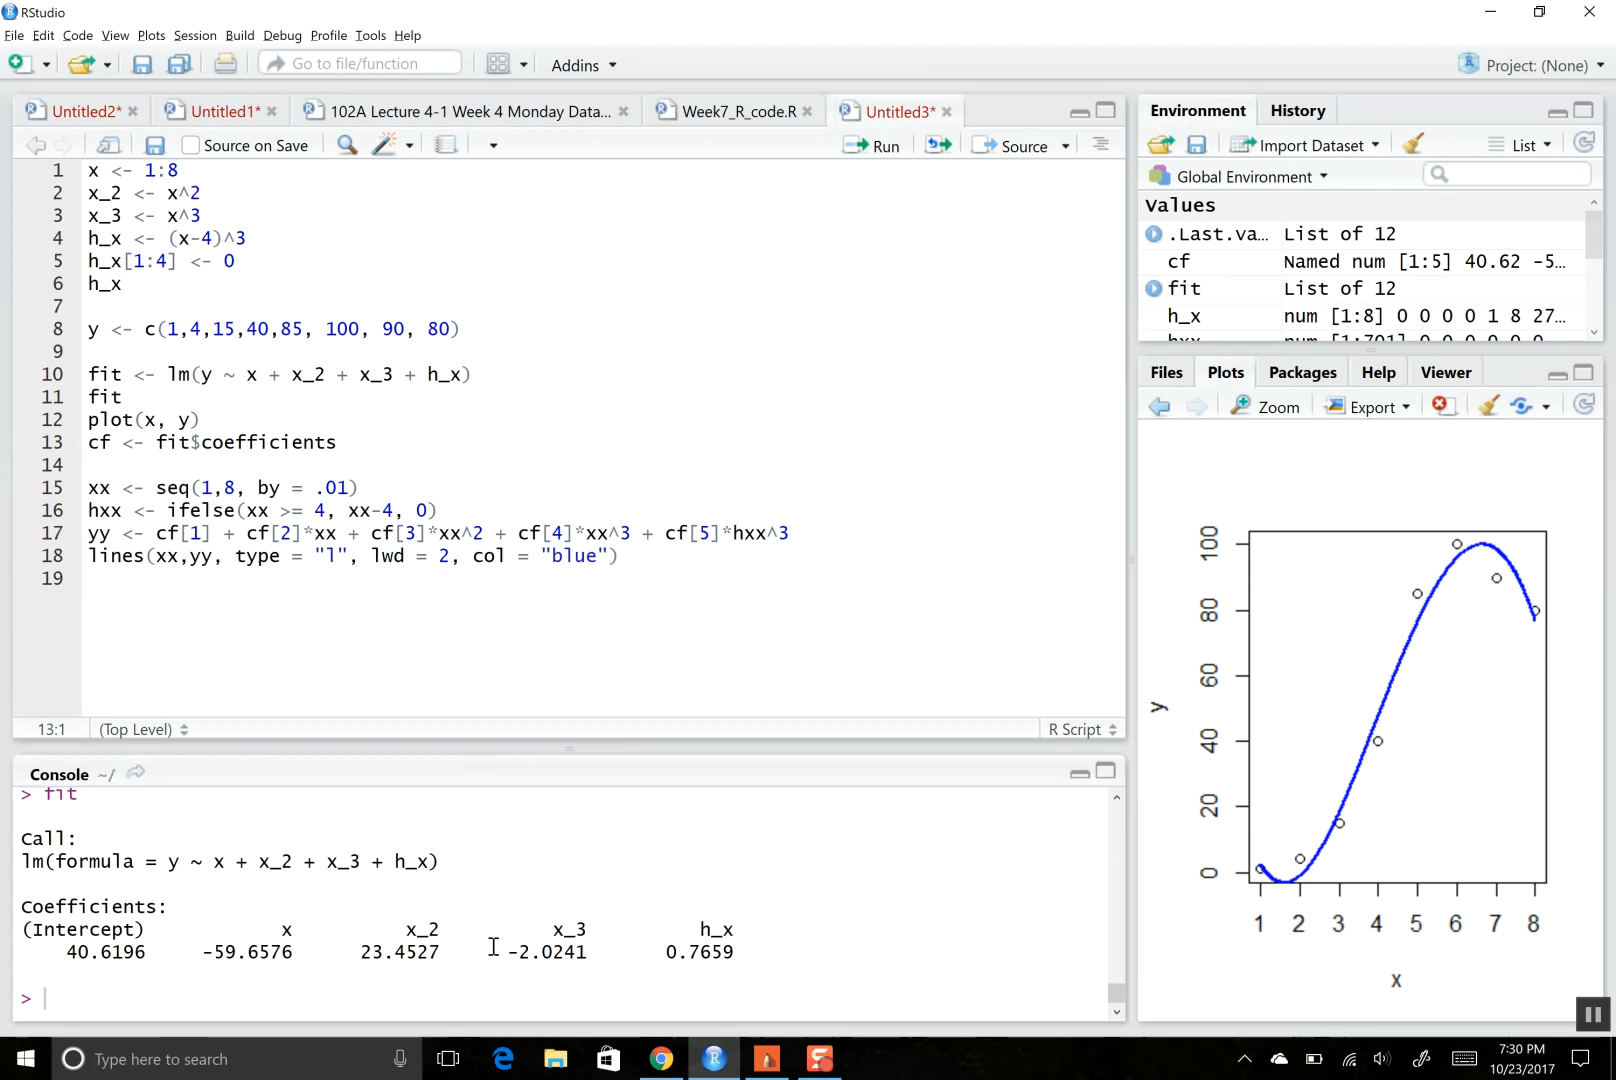 RStudio
File Edit Code View Plots Session Build Debug Profile Tools Help
Go to file/function
Addins
Project: (None)
Untitled2*
Untitled1*
102A Lecture 4-1 Week 4 Monday Data...
Week7_R_code.R
Untitled3*
Source on Save
Run
Source
1 x <- 1:8
2 x_2 <- x^2
3 x_3 <- x^3
4 h_x <- (x-4)^3
5 h_x[1:4] <- 0
6 h_x
7
8 y <- c(1,4,15,40,85, 100, 90, 80)
9
10 fit <- lm(y ~ x + x_2 + x_3 + h_x)
11 fit
12 plot(x, y)
13 cf <- fit$coefficients
14
15 xx <- seq(1,8, by = .01)
16 hxx <- ifelse(xx >= 4, xx-4, 0)
17 yy <- cf[1] + cf[2]*xx + cf[3]*xx^2 + cf[4]*xx^3 + cf[5]*hxx^3
18 lines(xx,yy, type = "l", lwd = 2, col = "blue")
19
13:1 (Top Level) R Script
Console ~/
> fit
Call:
lm(formula = y ~ x + x_2 + x_3 + h_x)
Coefficients:
(Intercept) x x_2 x_3 h_x
40.6196 -59.6576 23.4527 -2.0241 0.7659
>
Environment History
Import Dataset
List
Global Environment
Values
.Last.va... List of 12
cf Named num [1:5] 40.62 -5...
fit List of 12
h_x num [1:8] 0 0 0 0 1 8 27...
hxx num [1:701] 0 0 0 0 0 0 0
Files Plots Packages Help Viewer
Zoom Export
100
80
60
40
20
0
y
1 2 3 4 5 6 7 8
x
Type here to search
7:30 PM
10/23/2017